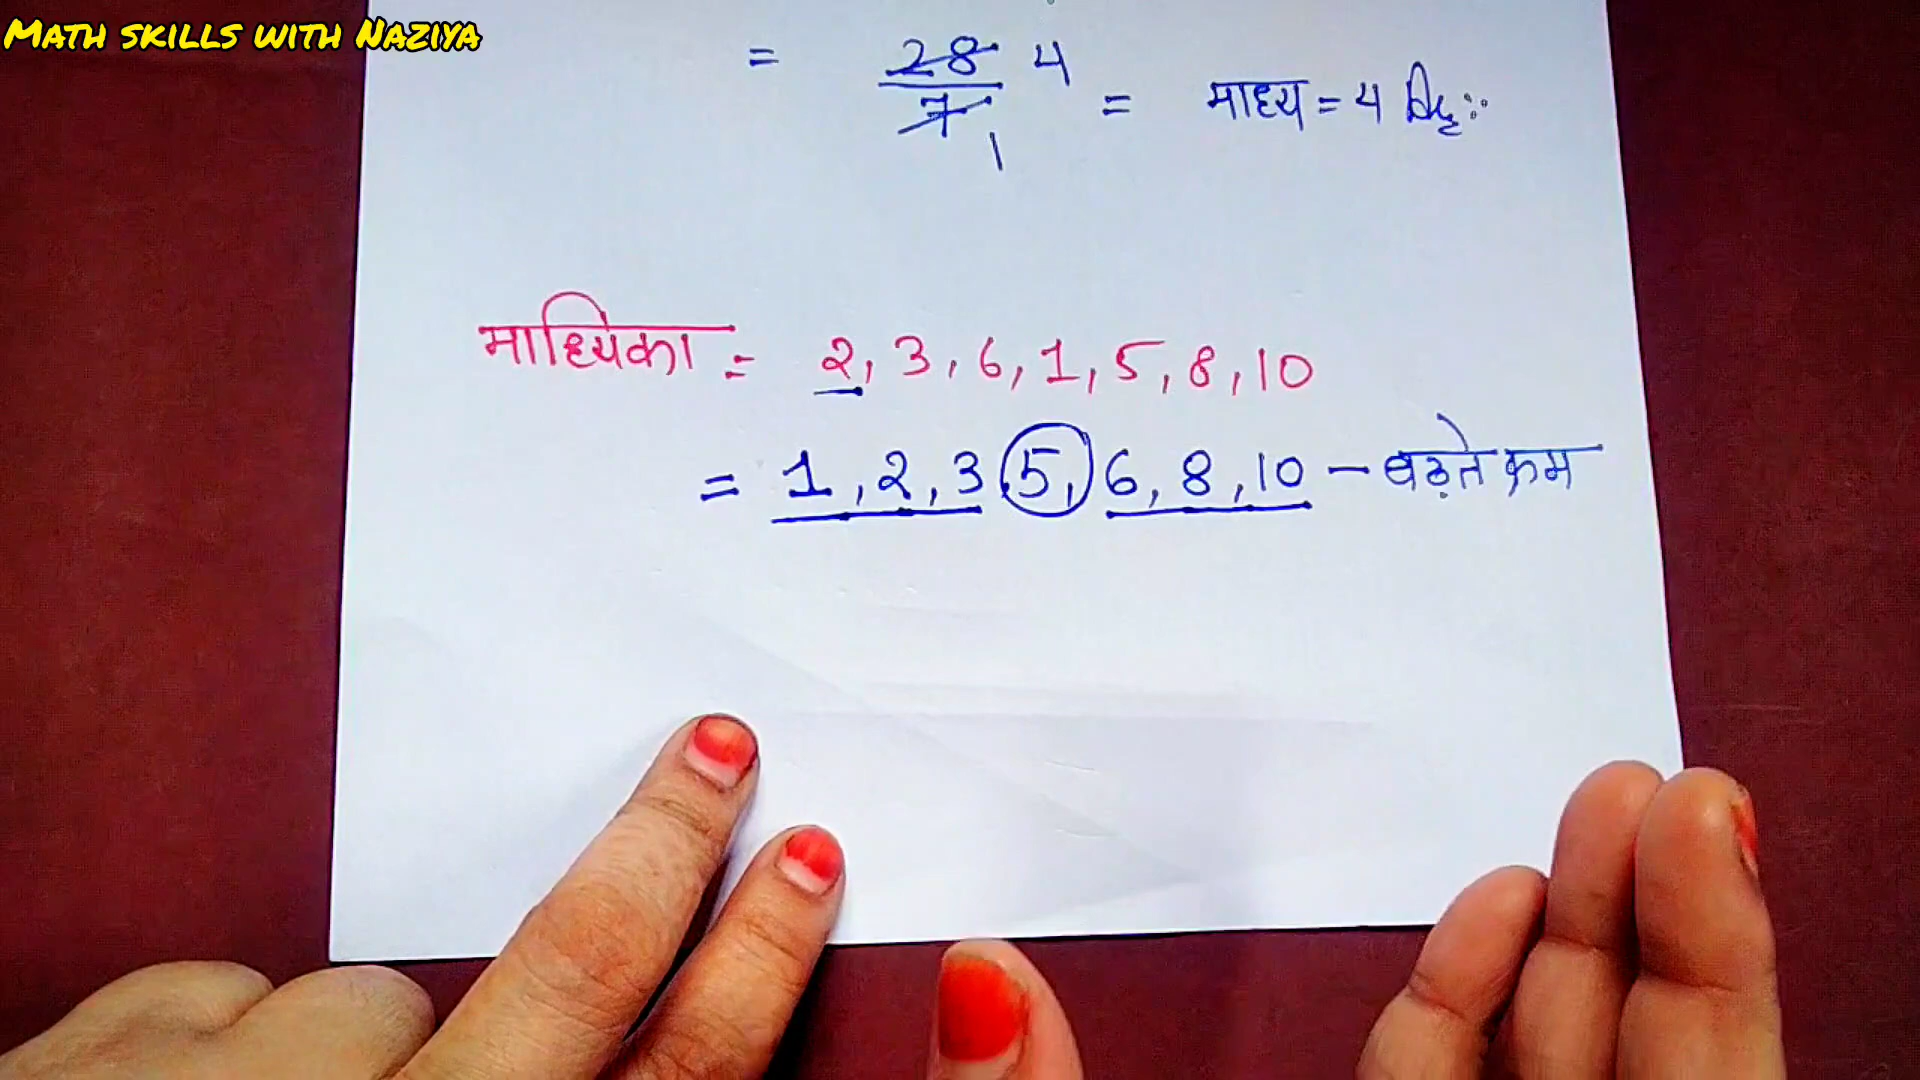 MATH SKILLS WITH NAZIYA
= 28/7 4 1 = माध्य = 4
माध्यिका = 2, 3, 6, 1, 5, 8, 10
= 1, 2, 3, 5, 6, 8, 10 — बढ़ते क्रम